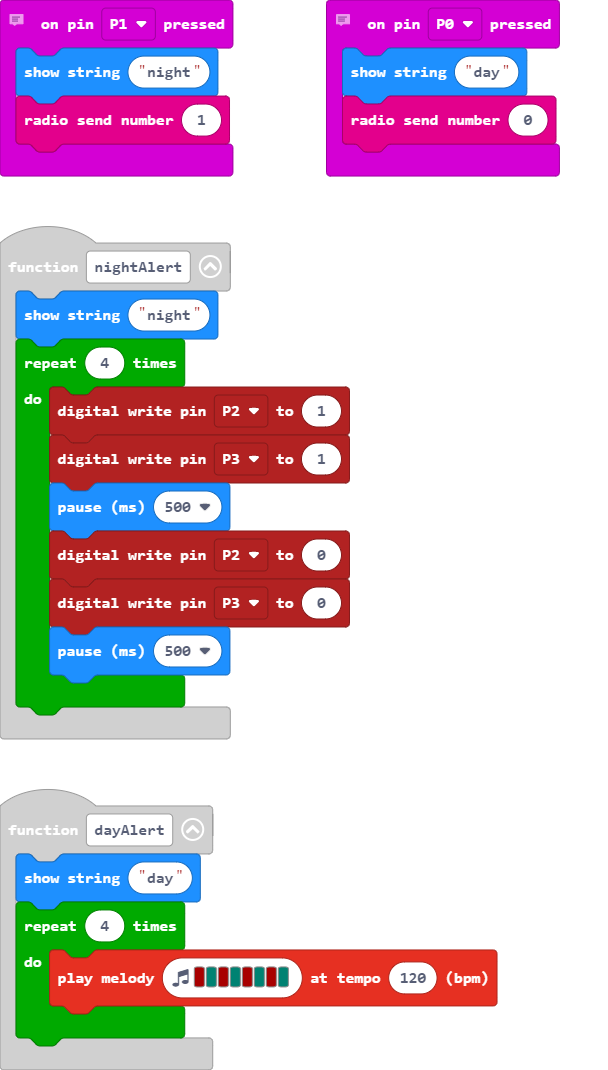 on pin P1 pressed
show string "night"
radio send number 1
on pin P0 pressed
show string "day"
radio send number 0
function nightAlert
show string "night"
repeat 4 times
do
digital write pin P2 to 1
digital write pin P3 to 1
pause (ms) 500
digital write pin P2 to 0
digital write pin P3 to 0
pause (ms) 500
function dayAlert
show string "day"
repeat 4 times
do
play melody at tempo 120 (bpm)